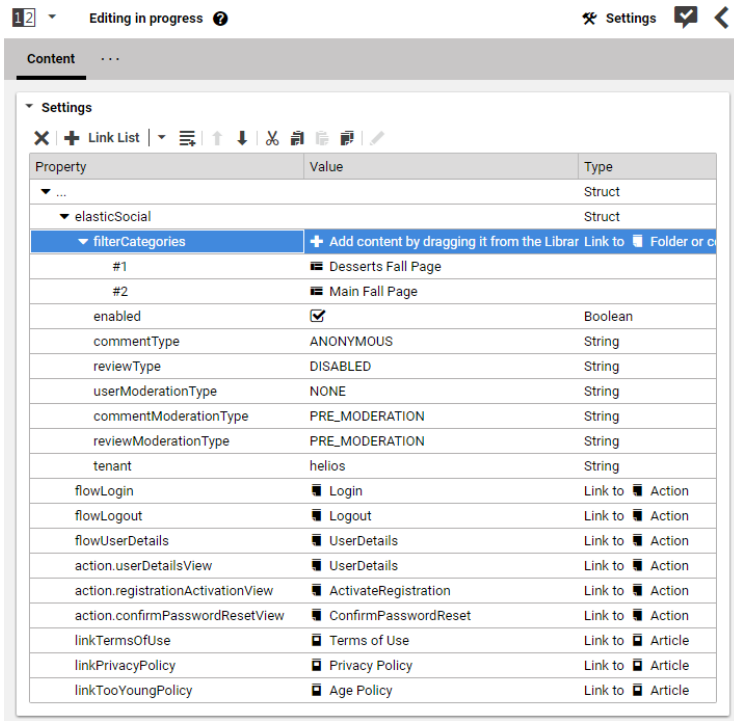 12 Editing in progress ? Settings
Content ...
Settings
Link List
Property Value Type
... Struct
elasticSocial Struct
filterCategories Add content by dragging it from the Librar Link to Folder or co
#1 Desserts Fall Page
#2 Main Fall Page
enabled Boolean
commentType ANONYMOUS String
reviewType DISABLED String
userModerationType NONE String
commentModerationType PRE_MODERATION String
reviewModerationType PRE_MODERATION String
tenant helios String
flowLogin Login Link to Action
flowLogout Logout Link to Action
flowUserDetails UserDetails Link to Action
action.userDetailsView UserDetails Link to Action
action.registrationActivationView ActivateRegistration Link to Action
action.confirmPasswordResetView ConfirmPasswordReset Link to Action
linkTermsOfUse Terms of Use Link to Article
linkPrivacyPolicy Privacy Policy Link to Article
linkTooYoungPolicy Age Policy Link to Article